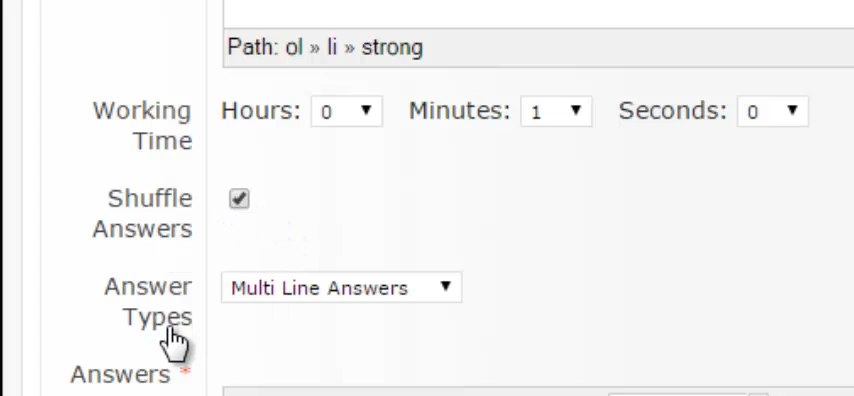 Path: ol » li » strong
Working Time
Hours: 0 Minutes: 1 Seconds: 0
Shuffle Answers
Answer Types
Multi Line Answers
Answers *